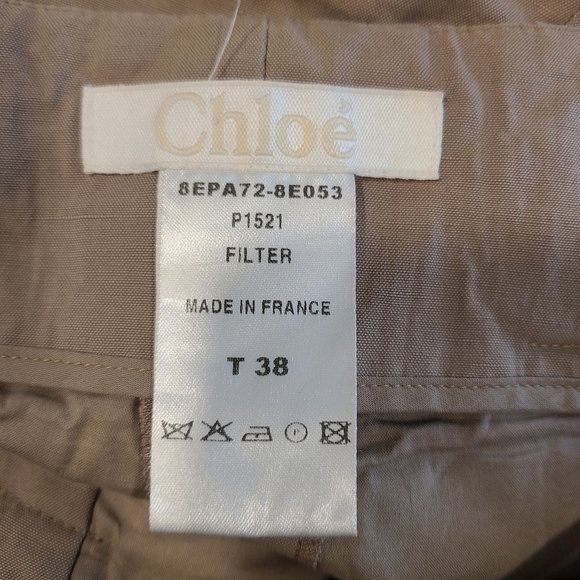 Chloé
8EPA72-8E053
P1521
FILTER
MADE IN FRANCE
T 38
P